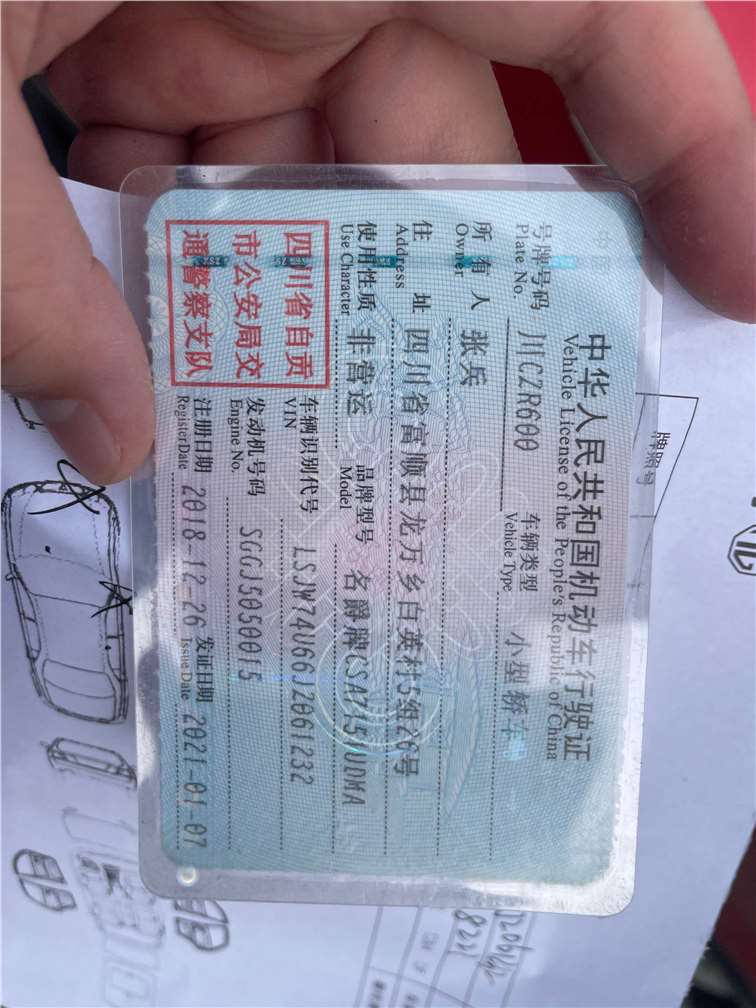 中华人民共和国机动车行驶证
Vehicle License of the People's Republic of China
号牌号码 川CZR600 车辆类型 小型轿车
Plate No. Vehicle Type
所有人 张兵
Owner
住址 四川省富顺县龙万乡自英村5组26号
Address
使用性质 非营运 品牌型号 名爵牌
Use Character Model
四川省自贡
市公安局交
通警察支队
车辆识别代号 LSJW74U66J2061232
VIN
发动机号码 SGGJ5050015
Engine No.
注册日期 2018-12-26 发证日期 2021-01-07
Register Date Issue Date
牌照号